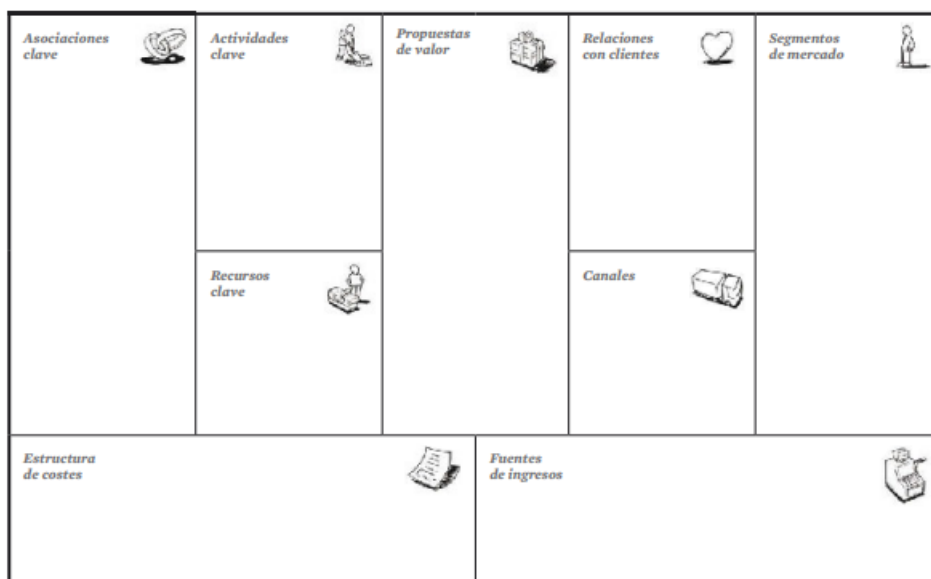 Asociaciones
clave
Actividades
clave
Propuestas
de valor
Relaciones
con clientes
Segmentos
de mercado
Recursos
clave
Canales
Estructura
de costes
Fuentes
de ingresos